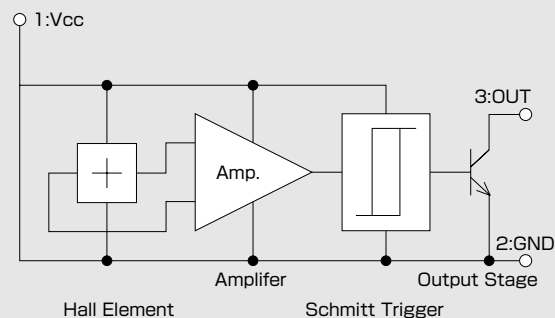 1:Vcc
3:OUT
Amp.
2:GND
Amplifer
Output Stage
Hall Element
Schmitt Trigger